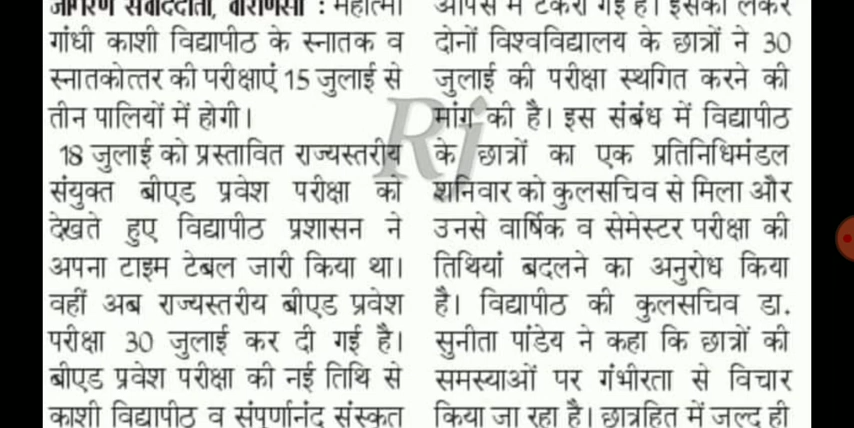 जागरण संवाददाता, वाराणसी : महात्मा
गांधी काशी विद्यापीठ के स्नातक व
स्नातकोत्तर की परीक्षाएं 15 जुलाई से
तीन पालियों में होगी।
18 जुलाई को प्रस्तावित राज्यस्तरीय
संयुक्त बीएड प्रवेश परीक्षा को
देखते हुए विद्यापीठ प्रशासन ने
अपना टाइम टेबल जारी किया था।
वहीं अब राज्यस्तरीय बीएड प्रवेश
परीक्षा 30 जुलाई कर दी गई है।
बीएड प्रवेश परीक्षा की नई तिथि से
काशी विद्यापीठ व संपूर्णानंद संस्कृत
आपस में टकरा गई है। इसको लेकर
दोनों विश्वविद्यालय के छात्रों ने 30
जुलाई की परीक्षा स्थगित करने की
मांग की है। इस संबंध में विद्यापीठ
के छात्रों का एक प्रतिनिधिमंडल
शनिवार को कुलसचिव से मिला और
उनसे वार्षिक व सेमेस्टर परीक्षा की
तिथियां बदलने का अनुरोध किया
है। विद्यापीठ की कुलसचिव डा.
सुनीता पांडेय ने कहा कि छात्रों की
समस्याओं पर गंभीरता से विचार
किया जा रहा है। छात्रहित में जल्द ही
Rj